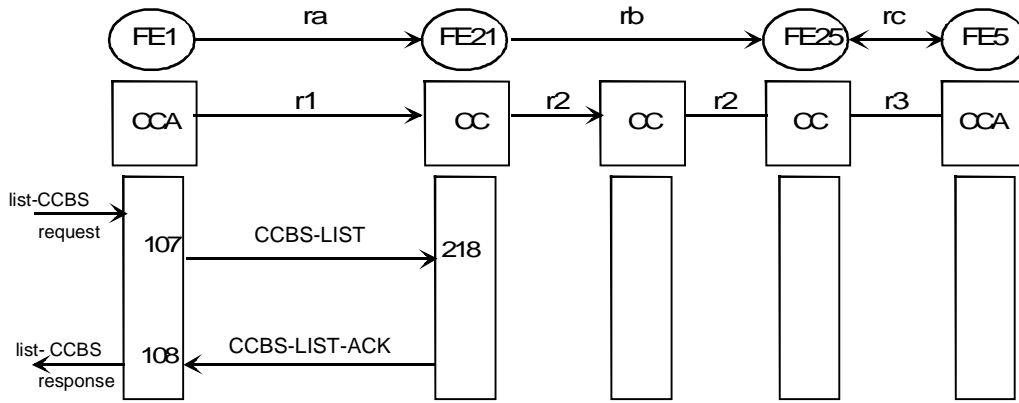 ra
rb
rc
FE1
FE21
FE25
FE5
r1
r2
r2
r3
CCA
CC
CC
CC
CCA
list-CCBS
request
107
CCBS-LIST
218
list- CCBS
response
108
CCBS-LIST-ACK